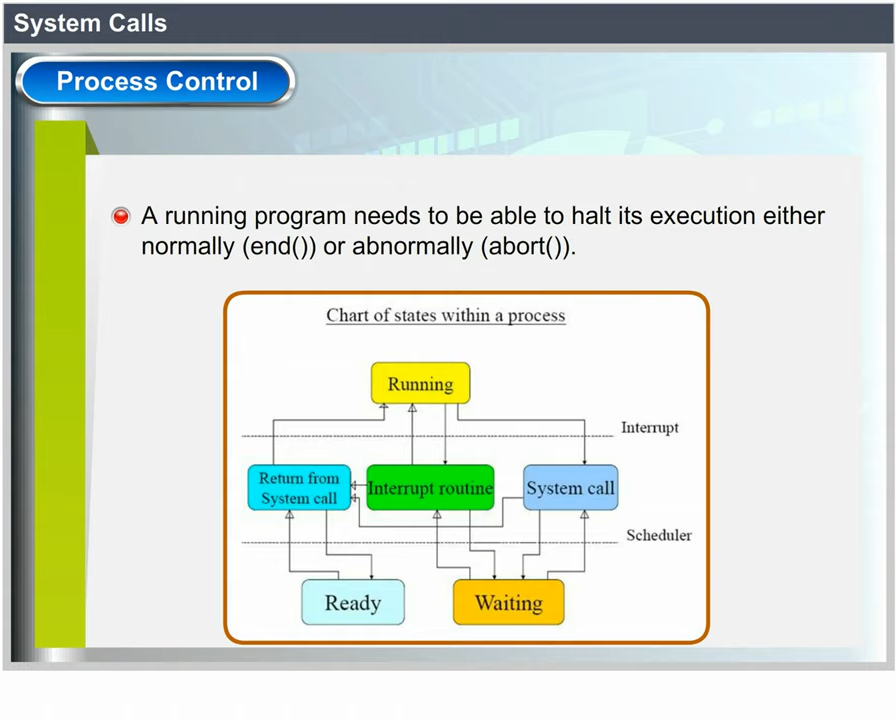 System Calls
Process Control
A running program needs to be able to halt its execution either
normally (end()) or abnormally (abort()).
Chart of states within a process
Running
Interrupt
Return from
System call
Interrupt routine
System call
Scheduler
Ready
Waiting